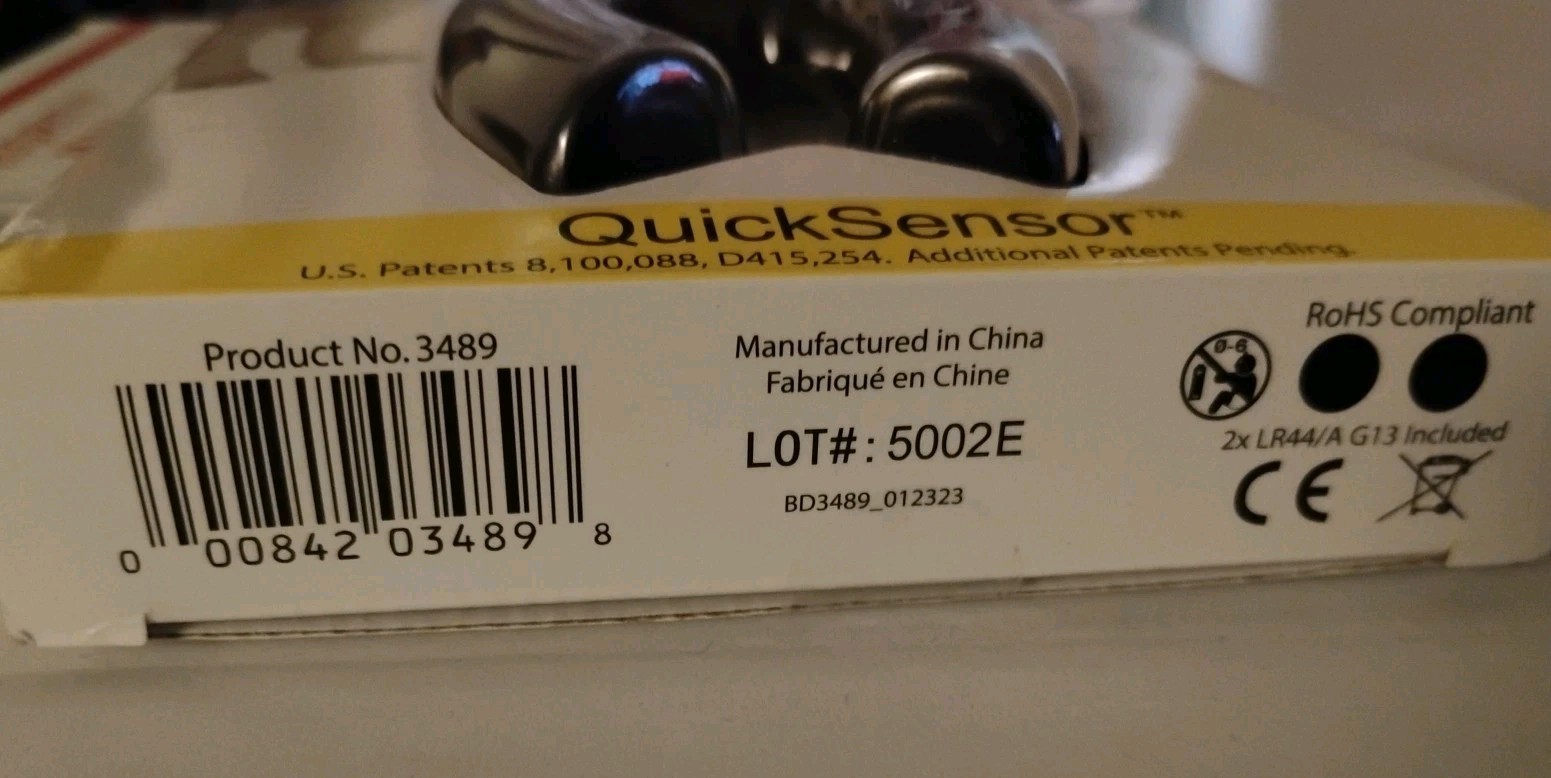 QuickSensor™
U.S. Patents 8,100,088, D415,254. Additional Patents Pending.
Product No. 3489
0 00842 03489 8
Manufactured in China
Fabriqué en Chine
LOT#: 5002E
BD3489_012323
RoHS Compliant
0-6
2x LR44/A G13 Included
CE